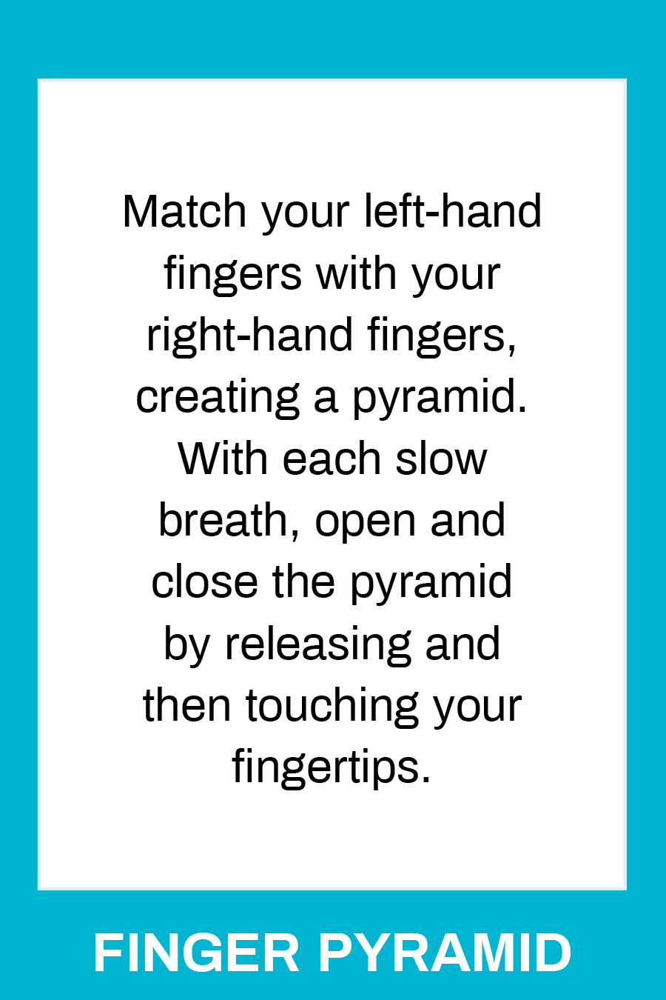 Match your left-hand
fingers with your
right-hand fingers,
creating a pyramid.
With each slow
breath, open and
close the pyramid
by releasing and
then touching your
fingertips.
FINGER PYRAMID